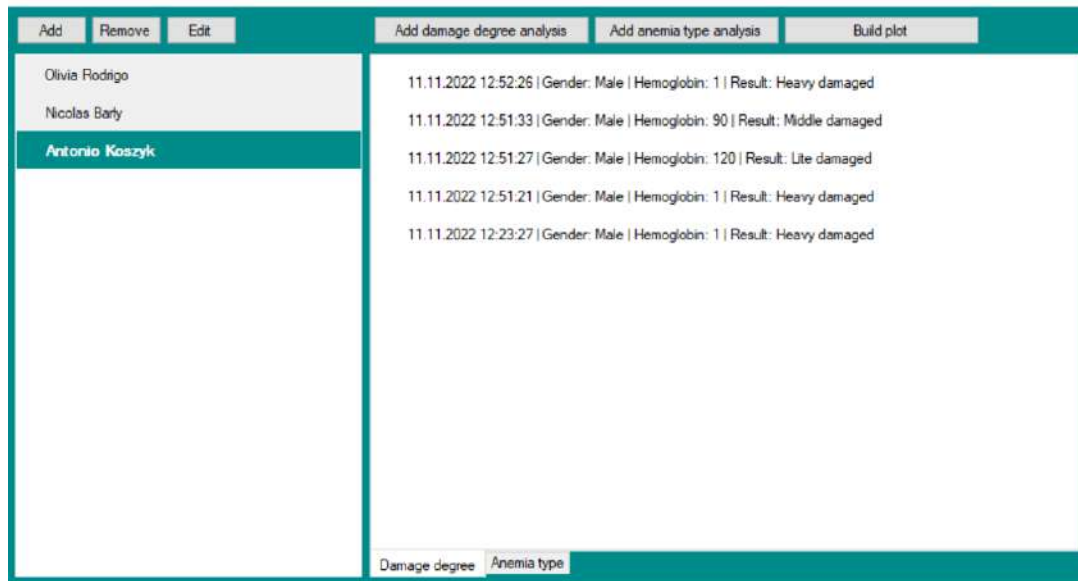 Add Remove Edit Add damage degree analysis Add anemia type analysis Build plot
Olivia Rodrigo
Nicolas Barly
Antonio Koszyk
11.11.2022 12:52:26 | Gender: Male | Hemoglobin: 1 | Result: Heavy damaged
11.11.2022 12:51:33 | Gender: Male | Hemoglobin: 90 | Result: Middle damaged
11.11.2022 12:51:27 | Gender: Male | Hemoglobin: 120 | Result: Lite damaged
11.11.2022 12:51:21 | Gender: Male | Hemoglobin: 1 | Result: Heavy damaged
11.11.2022 12:23:27 | Gender: Male | Hemoglobin: 1 | Result: Heavy damaged
Damage degree Anemia type